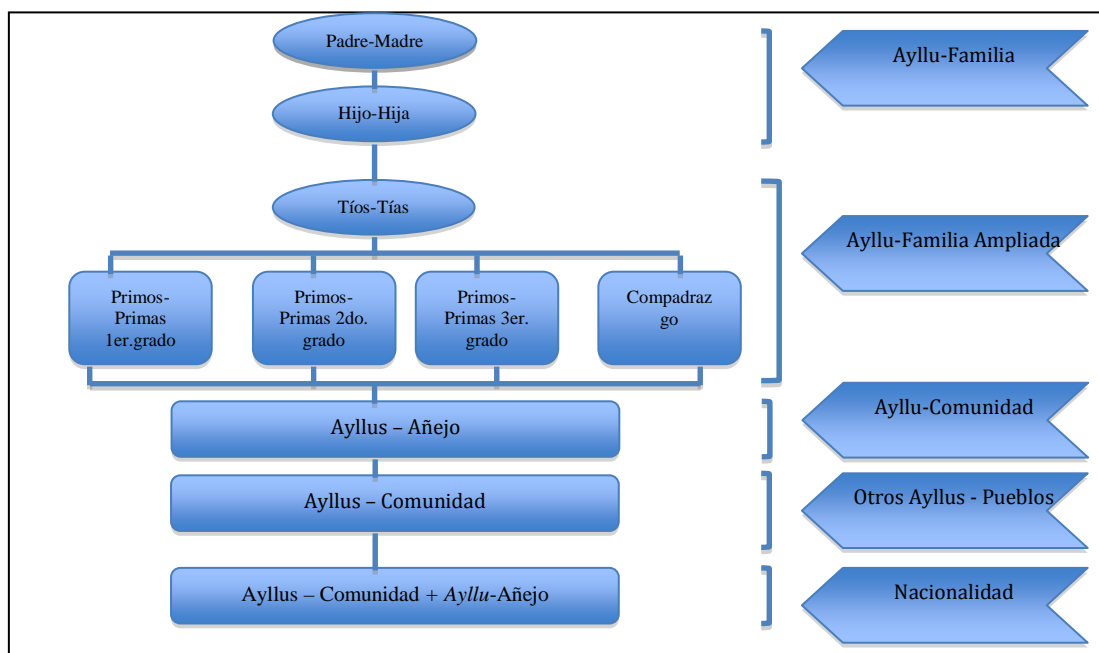 Padre-Madre
Ayllu-Familia
Hijo-Hija
Tíos-Tías
Ayllu-Familia Ampliada
Primos-
Primas
1er.grado
Primos-
Primas 2do.
grado
Primos-
Primas 3er.
grado
Compadraz
go
Ayllu-Comunidad
Ayllus – Añejo
Ayllus – Comunidad
Otros Ayllus - Pueblos
Ayllus – Comunidad + Ayllu-Añejo
Nacionalidad